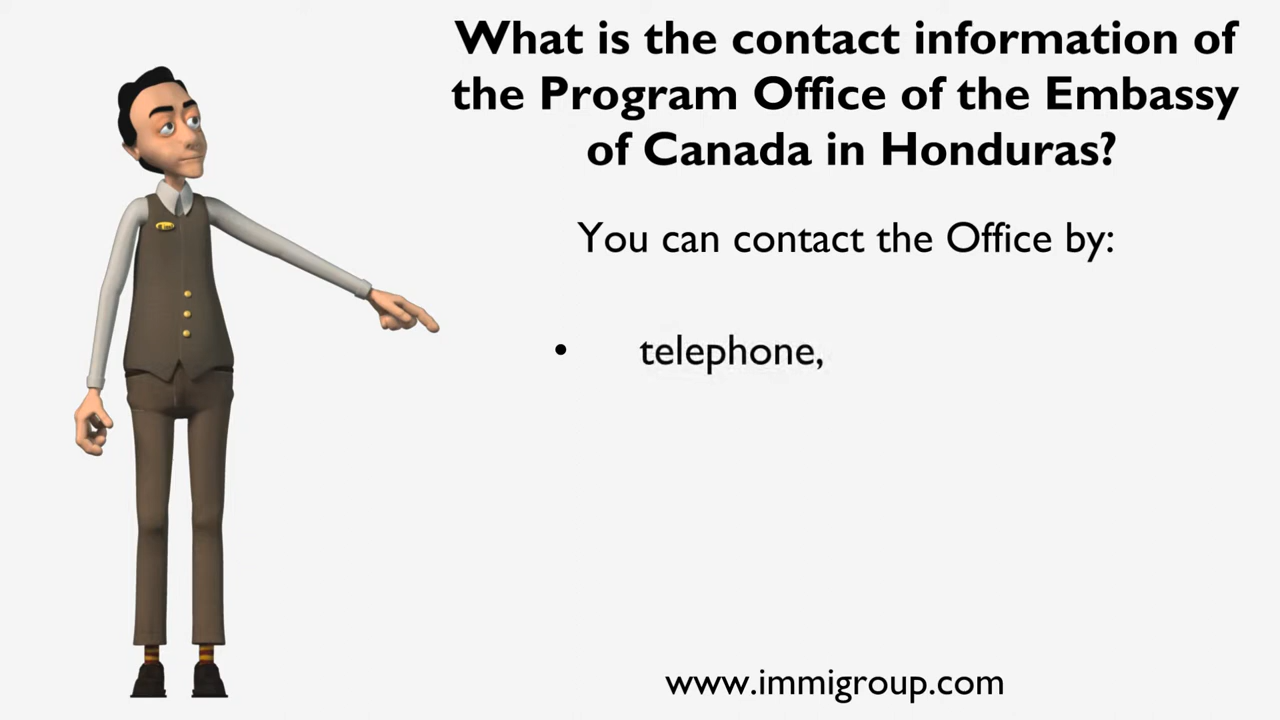 What is the contact information of
the Program Office of the Embassy
of Canada in Honduras?
You can contact the Office by:
• telephone,
www.immigroup.com